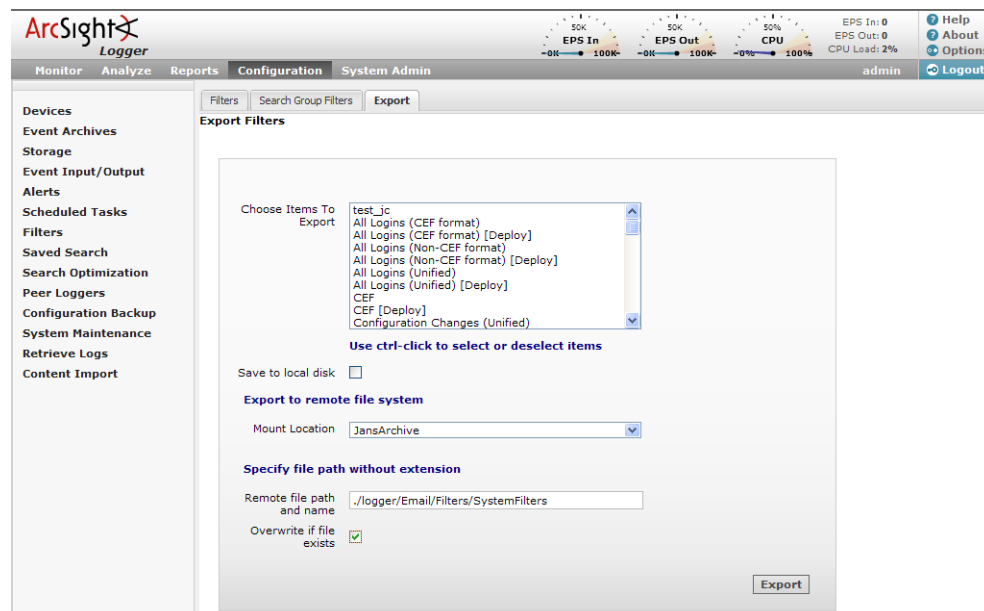 ArcSight
Logger
50K
EPS In
0K
100K
50K
EPS Out
0K
100K
50%
CPU
0%
100%
EPS In: 0
EPS Out: 0
CPU Load: 2%
Help
About
Options
Monitor Analyze Reports Configuration System Admin
admin
Logout
Devices
Event Archives
Storage
Event Input/Output
Alerts
Scheduled Tasks
Filters
Saved Search
Search Optimization
Peer Loggers
Configuration Backup
System Maintenance
Retrieve Logs
Content Import
Filters Search Group Filters Export
Export Filters
Choose Items To
Export
test_jc
All Logins (CEF format)
All Logins (CEF format) [Deploy]
All Logins (Non-CEF format)
All Logins (Non-CEF format) [Deploy]
All Logins (Unified)
All Logins (Unified) [Deploy]
CEF
CEF [Deploy]
Configuration Changes (Unified)
Use ctrl-click to select or deselect items
Save to local disk
Export to remote file system
Mount Location JansArchive
Specify file path without extension
Remote file path
and name
./logger/Email/Filters/SystemFilters
Overwrite if file
exists
Export